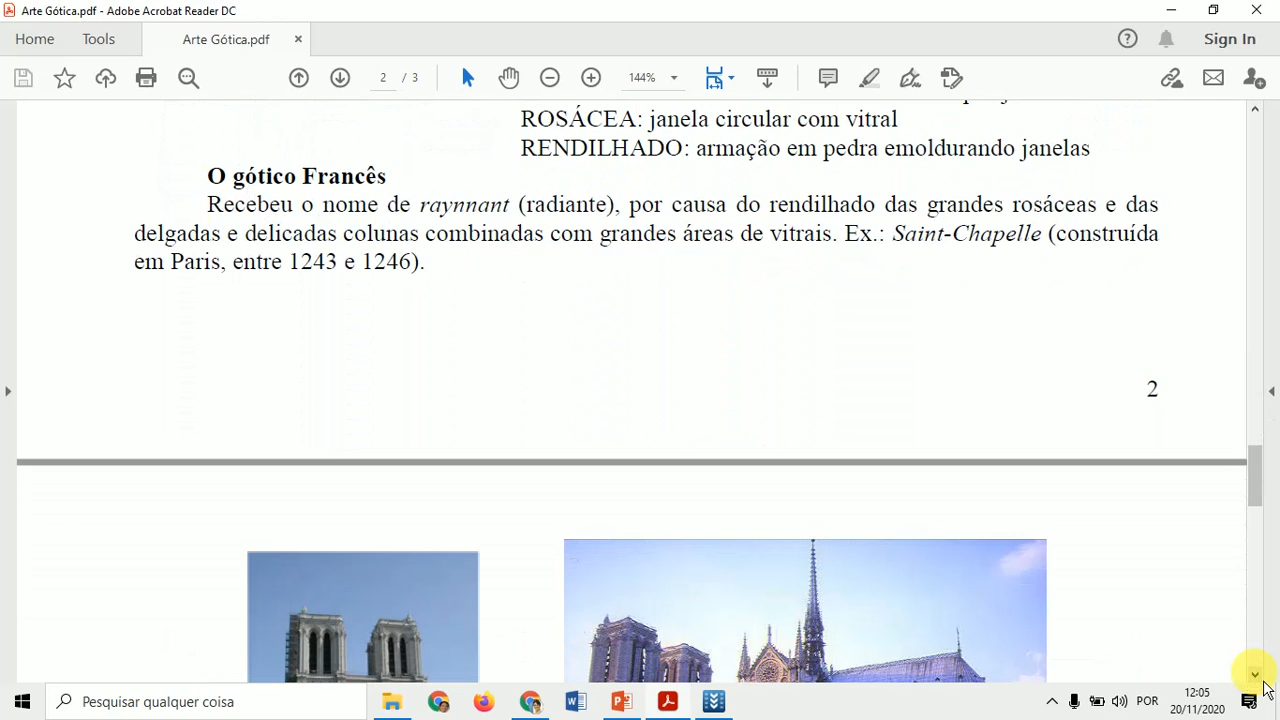 Arte Gótica.pdf - Adobe Acrobat Reader DC
Home Tools Arte Gótica.pdf × Sign In
2 / 3 144%
ROSÁCEA: janela circular com vitral
RENDILHADO: armação em pedra emoldurando janelas
O gótico Francês
Recebeu o nome de raynnant (radiante), por causa do rendilhado das grandes rosáceas e das
delgadas e delicadas colunas combinadas com grandes áreas de vitrais. Ex.: Saint-Chapelle (construída
em Paris, entre 1243 e 1246).
2
Pesquisar qualquer coisa
POR
12:05
20/11/2020